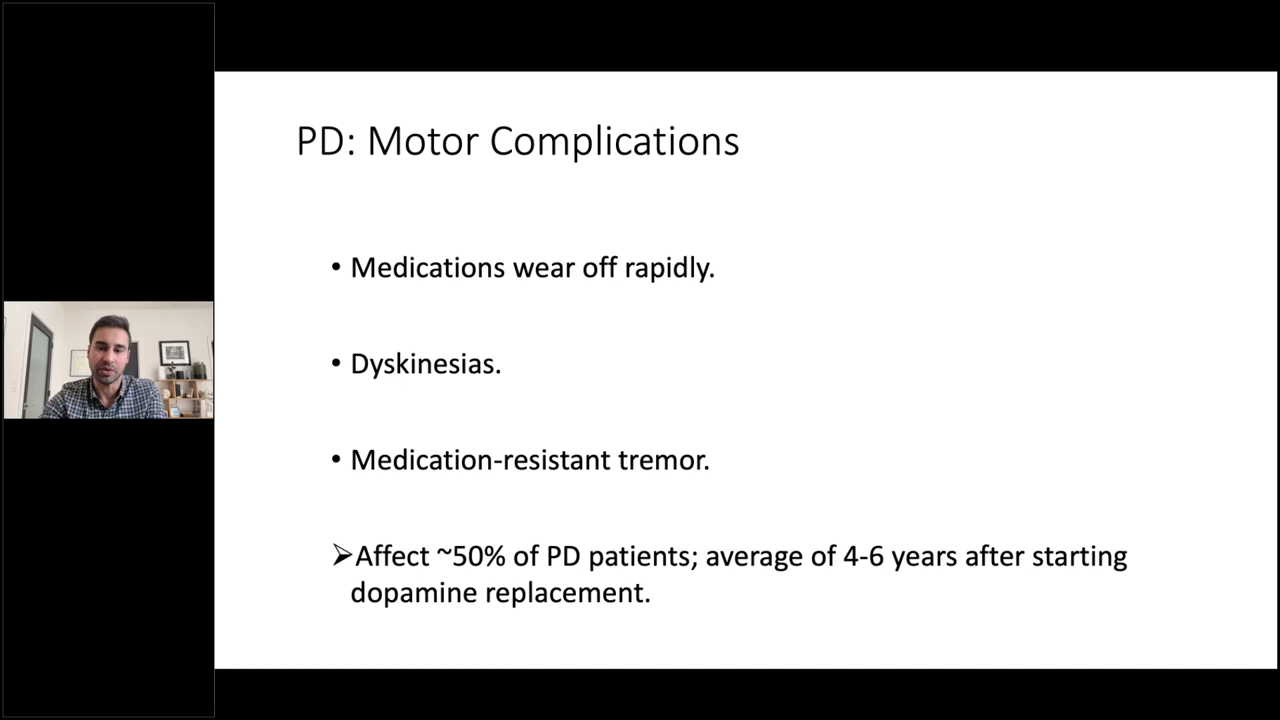 PD: Motor Complications
• Medications wear off rapidly.
• Dyskinesias.
• Medication-resistant tremor.
➢Affect ~50% of PD patients; average of 4-6 years after starting
dopamine replacement.